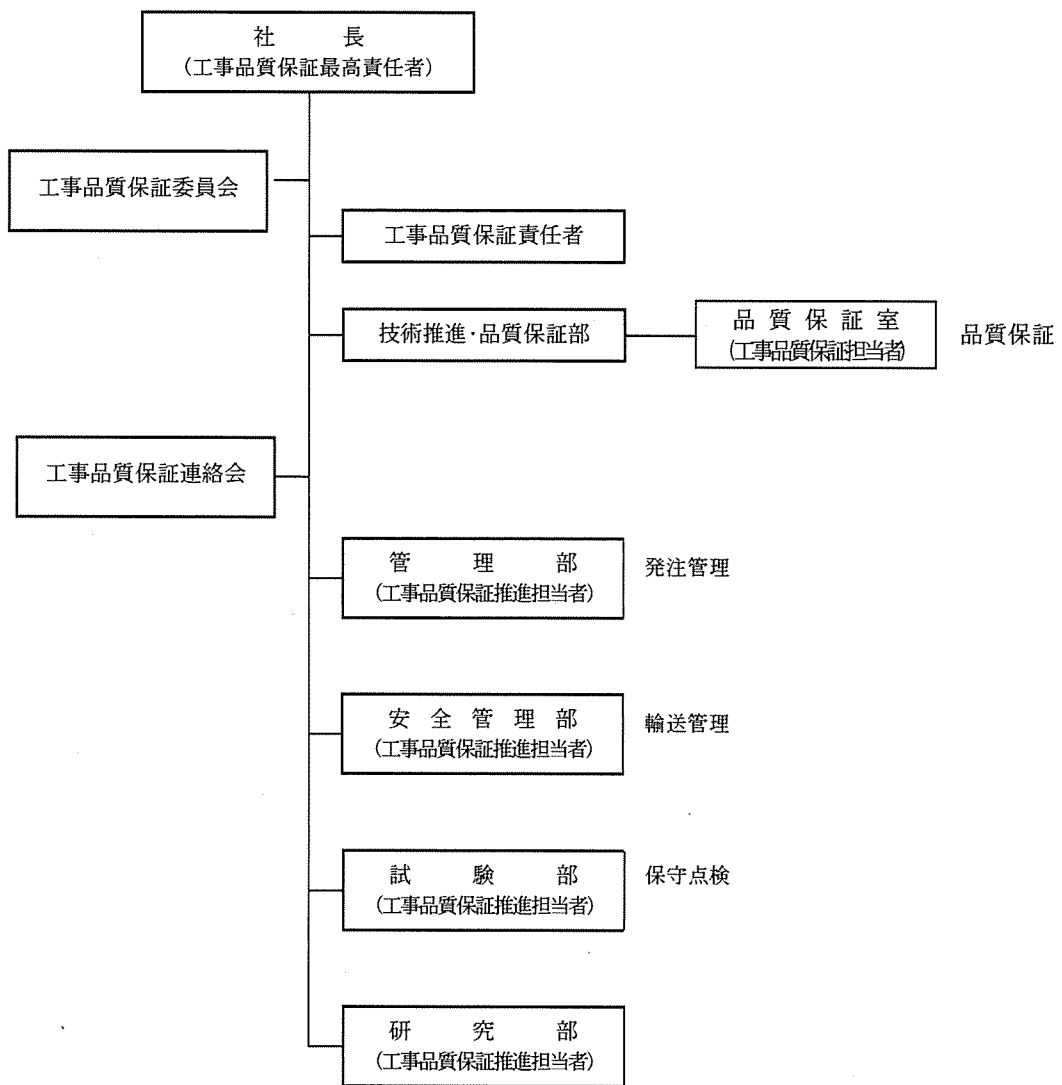 社長
(工事品質保証最高責任者)
工事品質保証委員会
工事品質保証責任者
技術推進・品質保証部
品質保証室
(工事品質保証担当者)
品質保証
工事品質保証連絡会
管理部
(工事品質保証推進担当者)
発注管理
安全管理部
(工事品質保証推進担当者)
輸送管理
試験部
(工事品質保証推進担当者)
保守点検
研究部
(工事品質保証推進担当者)